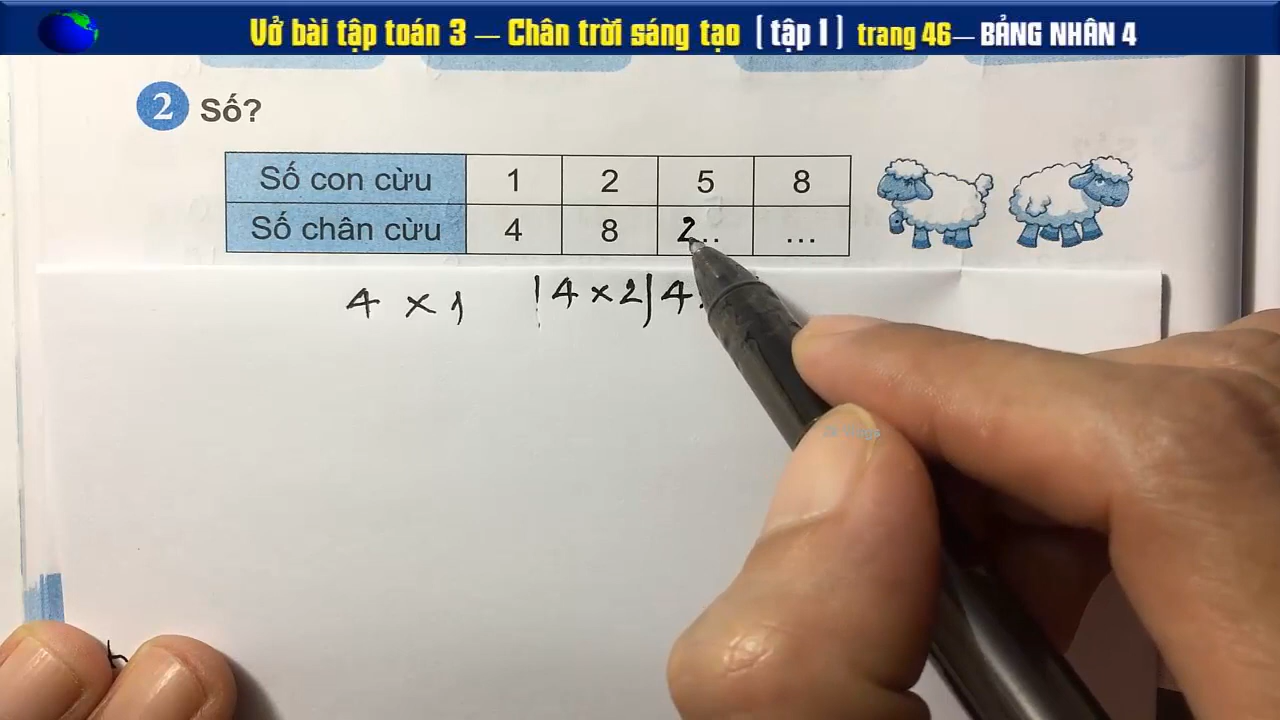 Vở bài tập toán 3 – Chân trời sáng tạo (tập 1) trang 46 – BẢNG NHÂN 4
2 Số?
Số con cừu 1 2 5 8
Số chân cừu 4 8 2.. ...
4 × 1 | 4 × 2 | 4